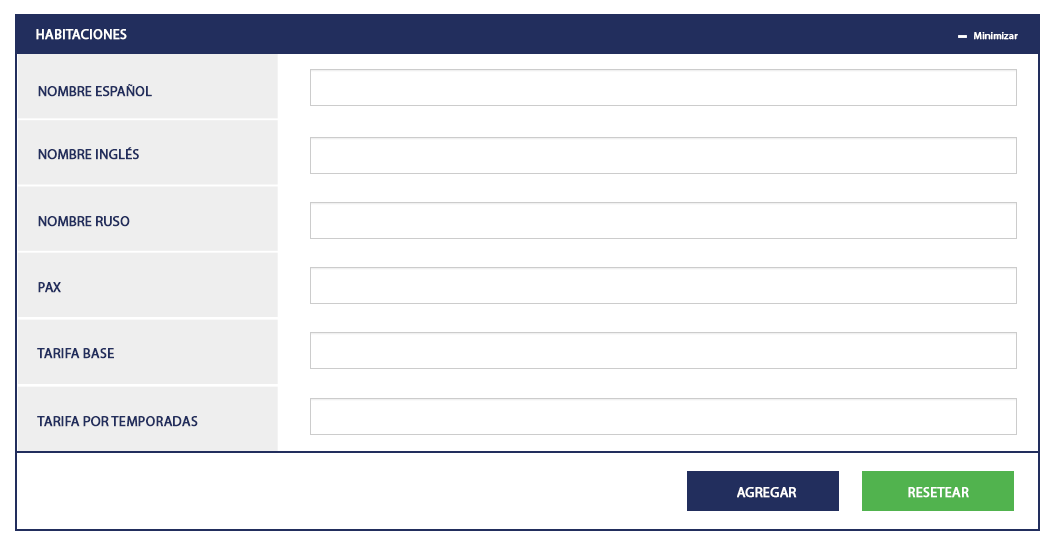 HABITACIONES
Minimizar
NOMBRE ESPAÑOL
NOMBRE INGLÉS
NOMBRE RUSO
PAX
TARIFA BASE
TARIFA POR TEMPORADAS
AGREGAR
RESETEAR